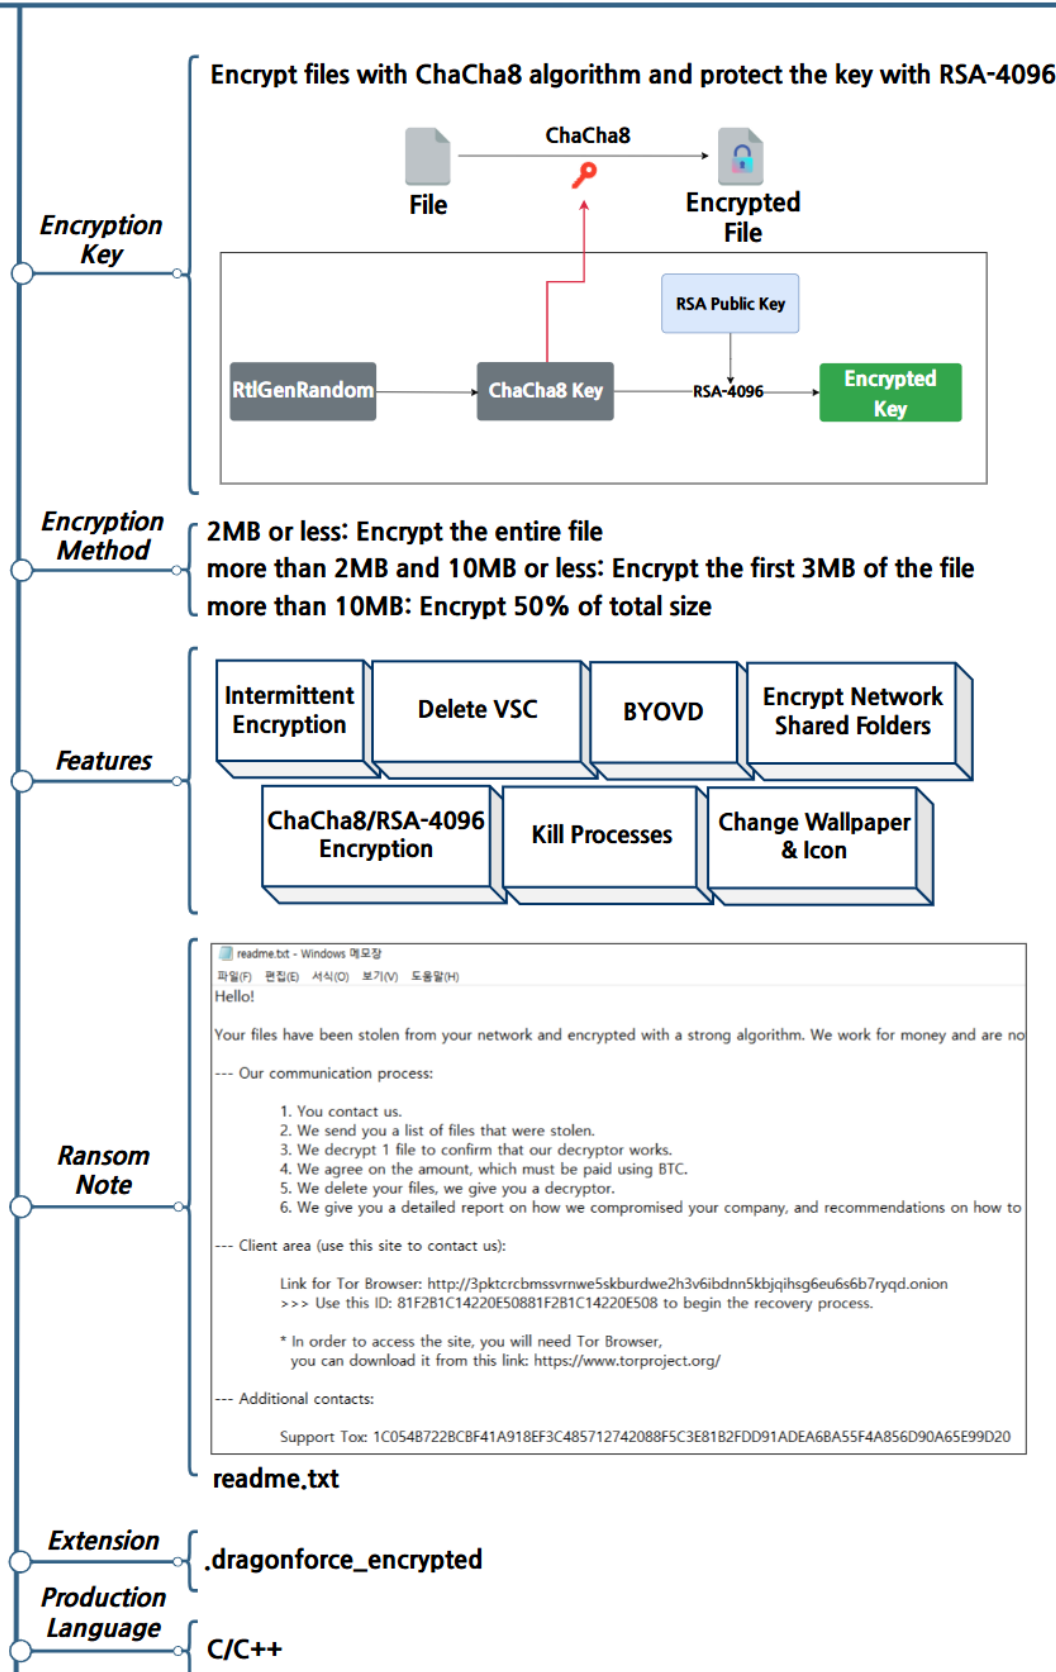 Encrypt files with ChaCha8 algorithm and protect the key with RSA-4096
ChaCha8
File
Encrypted
File
Encryption
Key
RSA Public Key
RtlGenRandom
ChaCha8 Key
RSA-4096
Encrypted
Key
Encryption
Method
2MB or less: Encrypt the entire file
more than 2MB and 10MB or less: Encrypt the first 3MB of the file
more than 10MB: Encrypt 50% of total size
Features
Intermittent
Encryption
Delete VSC
BYOVD
Encrypt Network
Shared Folders
ChaCha8/RSA-4096
Encryption
Kill Processes
Change Wallpaper
& Icon
Ransom
Note
readme.txt - Windows 메모장
파일(F) 편집(E) 서식(O) 보기(V) 도움말(H)
Hello!
Your files have been stolen from your network and encrypted with a strong algorithm. We work for money and are no
--- Our communication process:
1. You contact us.
2. We send you a list of files that were stolen.
3. We decrypt 1 file to confirm that our decryptor works.
4. We agree on the amount, which must be paid using BTC.
5. We delete your files, we give you a decryptor.
6. We give you a detailed report on how we compromised your company, and recommendations on how to
--- Client area (use this site to contact us):
Link for Tor Browser: http://3pktcrcbmssvrnwe5skburdwe2h3v6ibdnn5kbjqihsg6eu6s6b7ryqd.onion
>>> Use this ID: 81F2B1C14220E50881F2B1C14220E508 to begin the recovery process.
* In order to access the site, you will need Tor Browser,
you can download it from this link: https://www.torproject.org/
--- Additional contacts:
Support Tox: 1C054B722BCBF41A918EF3C485712742088F5C3E81B2FDD91ADEA6BA55F4A856D90A65E99D20
readme.txt
Extension
.dragonforce_encrypted
Production
Language
C/C++